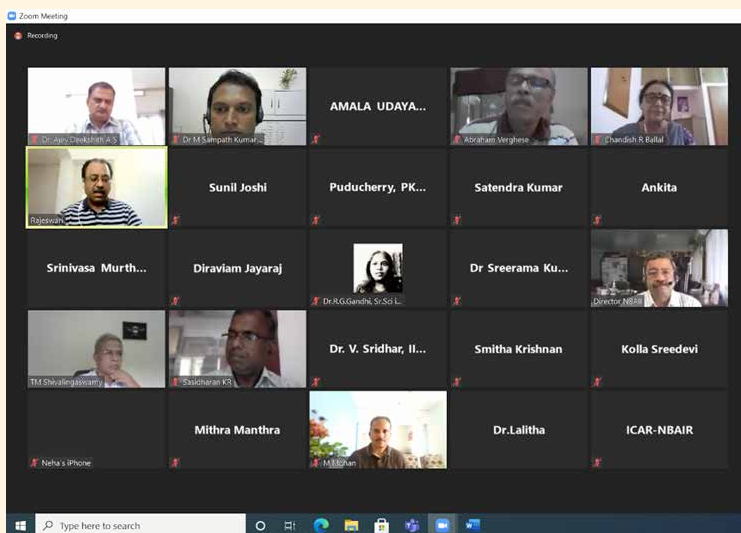 Zoom Meeting
Recording
Dr. Ajey Deekshith A S
Dr M Sampath Kumar...
AMALA UDAYA...
Abraham Verghese
Chandish R Ballal
Rajeswari
Sunil Joshi
Puducherry, PK...
Satendra Kumar
Ankita
Srinivasa Murth...
Diraviam Jayaraj
Dr.R.G.Gandhi, Sr.Sci i...
Dr Sreerama Ku...
Director NBAIR
TM Shivalingaswamy
Sasidharan KR
Dr. V. Sridhar, II...
Smitha Krishnan
Kolla Sreedevi
Neha's iPhone
Mithra Manthra
M Mohan
Dr.Lalitha
ICAR-NBAIR
Type here to search